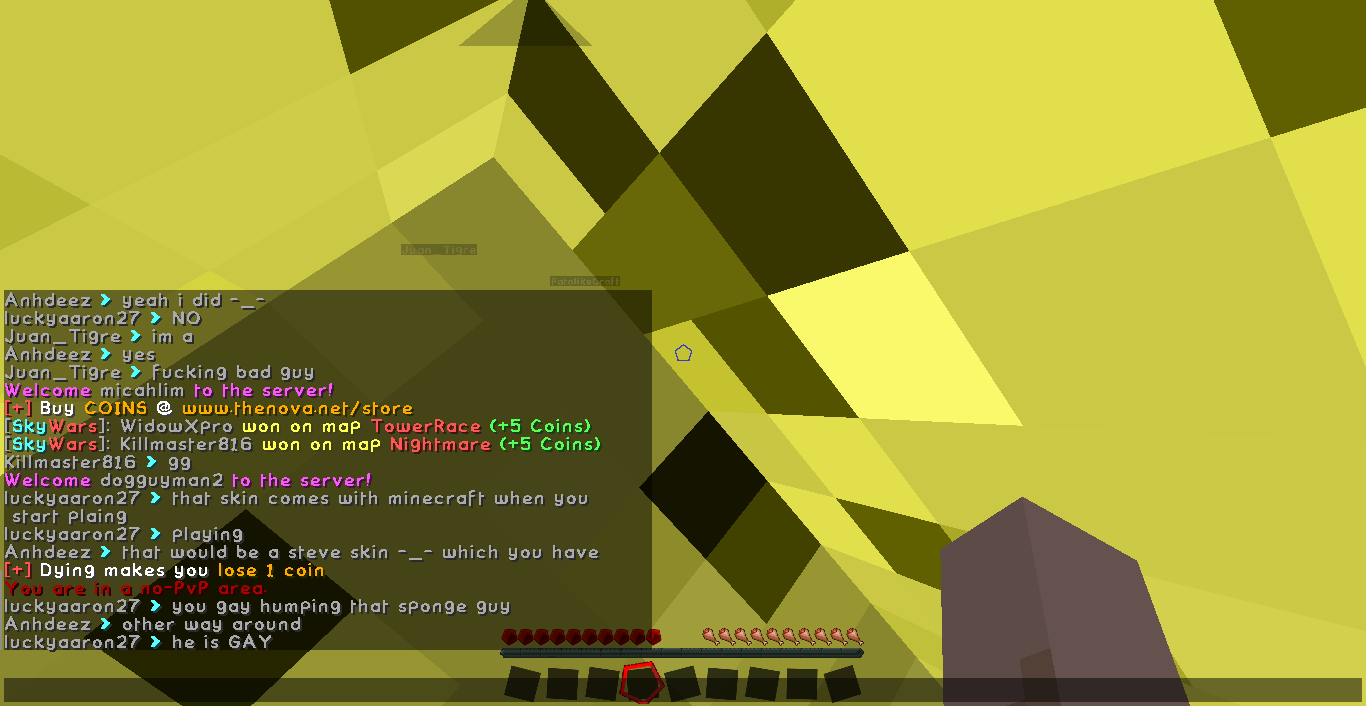 Juan_Tigre
PatolikeCraft
Anhdeez > yeah i did -_-
luckyaaron27 > NO
Juan_Tigre > im a
Anhdeez > yes
Juan_Tigre > fucking bad guy
Welcome micahlim to the server!
[+] Buy COINS @ www.thenova.net/store
[SkyWars]: WidowXpro won on map TowerRace (+5 Coins)
[SkyWars]: Killmaster816 won on map Nightmare (+5 Coins)
Killmaster816 > gg
Welcome dogguyman2 to the server!
luckyaaron27 > that skin comes with minecraft when you
start plaing
luckyaaron27 > playing
Anhdeez > that would be a steve skin -_- which you have
[+] Dying makes you lose 1 coin
You are in a no-PvP area.
luckyaaron27 > you gay humping that sponge guy
Anhdeez > other way around
luckyaaron27 > he is GAY